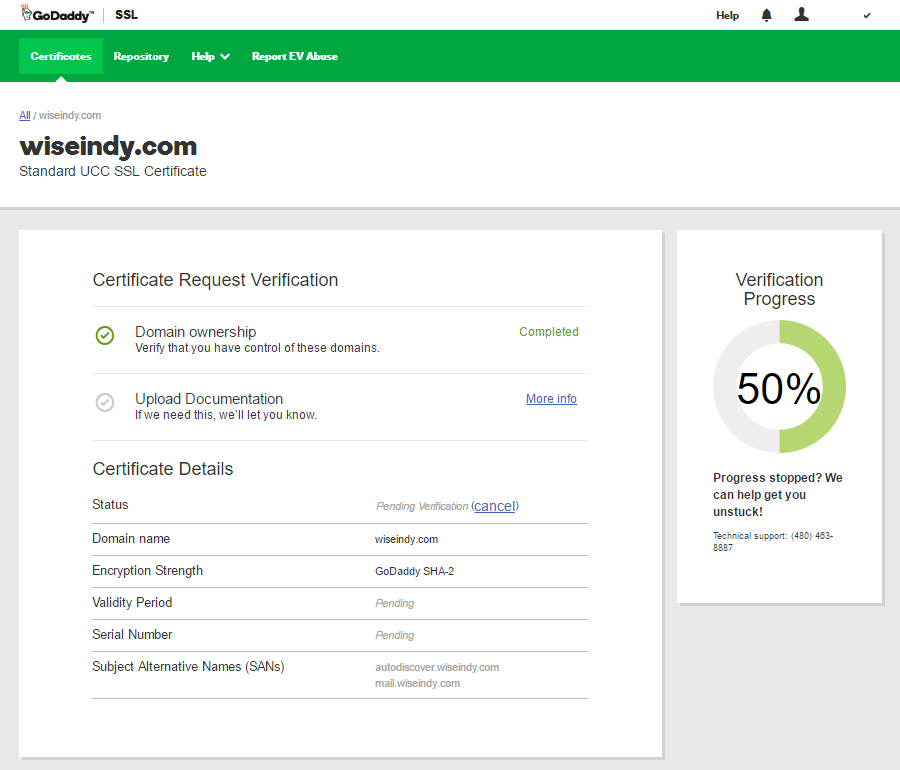 GoDaddy™ SSL Help
Certificates Repository Help Report EV Abuse
All / wiseindy.com
wiseindy.com
Standard UCC SSL Certificate
Certificate Request Verification
Domain ownership Completed
Verify that you have control of these domains.
Upload Documentation More info
If we need this, we'll let you know.
Certificate Details
Status Pending Verification (cancel)
Domain name wiseindy.com
Encryption Strength GoDaddy SHA-2
Validity Period Pending
Serial Number Pending
Subject Alternative Names (SANs) autodiscover.wiseindy.com
mail.wiseindy.com
Verification
Progress
50%
Progress stopped? We
can help get you
unstuck!
Technical support: (480) 463-
8887